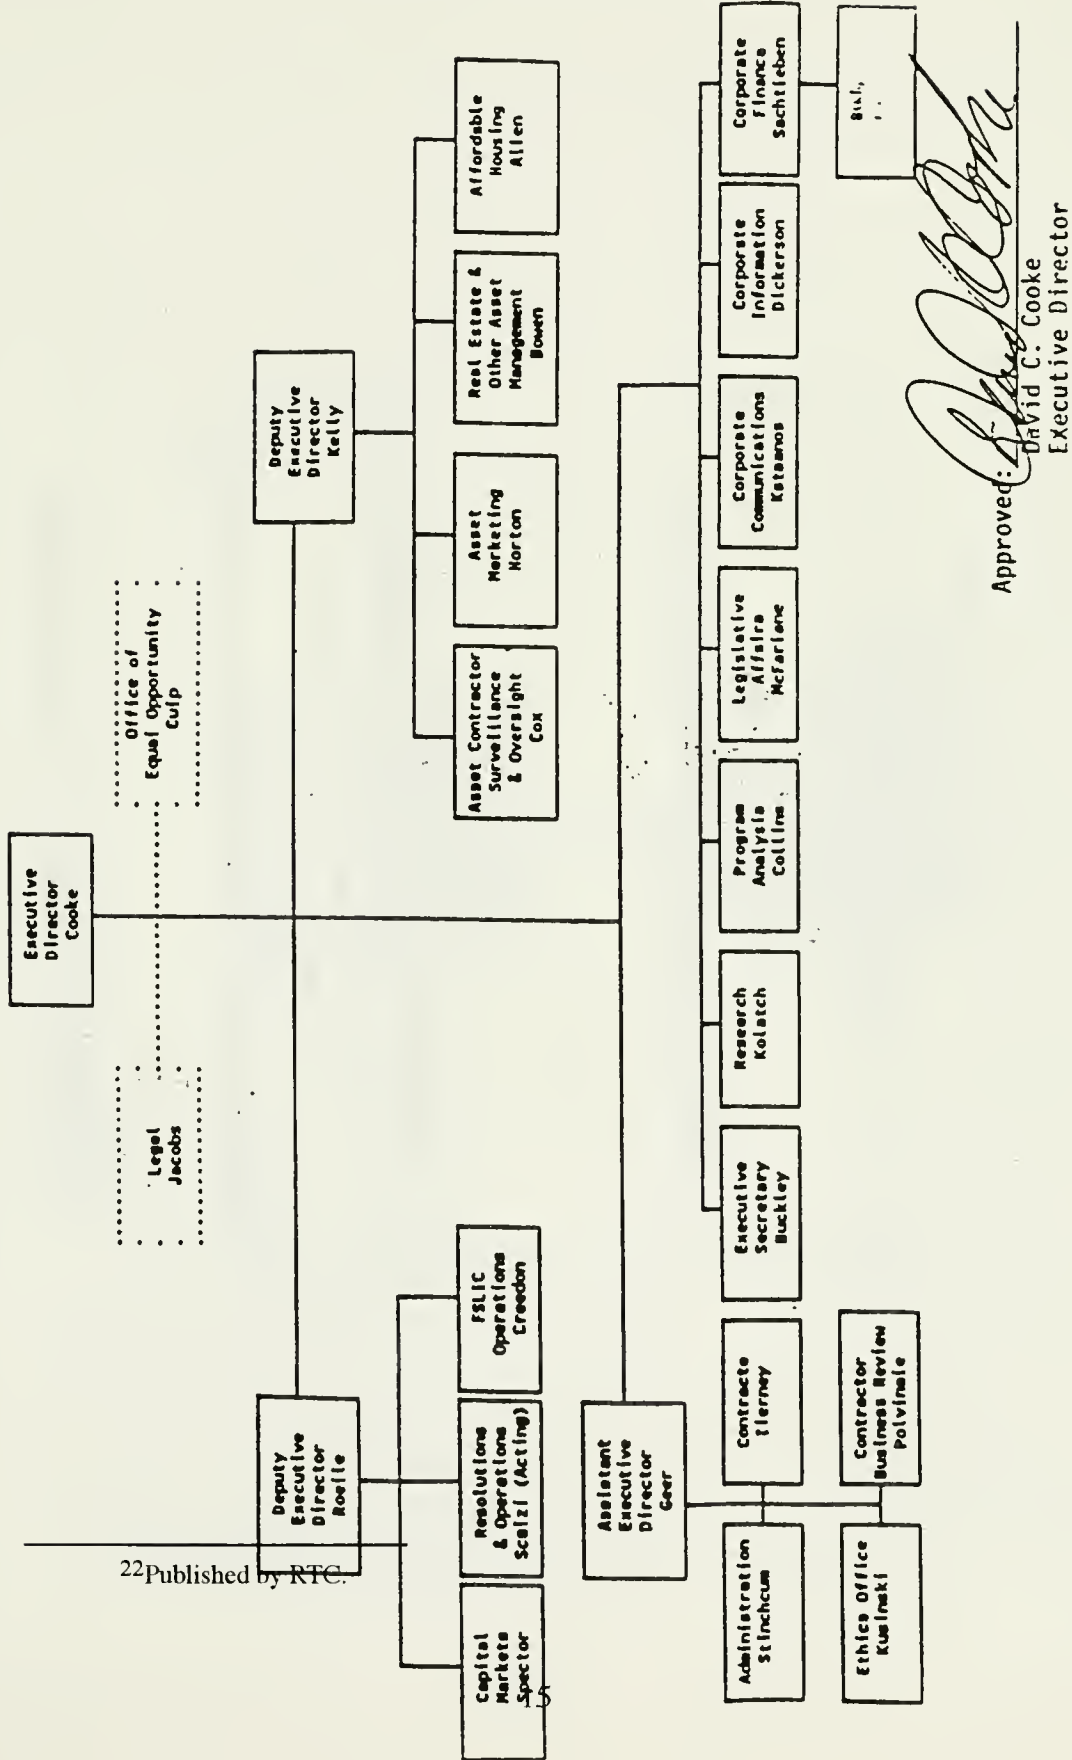 Executive
Director
Cooke
Legal
Jacobs
Office of
Equal Opportunity
Culp
Deputy
Executive
Director
Roelle
Deputy
Executive
Director
Kelly
Capital
Markets
Spector
Resolutions
& Operations
Scalzi (Acting)
FSLIC
Operations
Creedon
Asset Contractor
Surveillance
& Oversight
Cox
Asset
Marketing
Horton
Real Estate &
Other Asset
Management
Bowen
Affordable
Housing
Allen
Assistant
Executive
Director
Geer
Administration
Stinchcum
Contracts
Tierney
Ethics Office
Kusinski
Contractor
Business Review
Polvinale
Executive
Secretary
Buckley
Research
Kolatch
Program
Analysis
Collins
Legislative
Affairs
McFarlane
Corporate
Communications
Katsanos
Corporate
Information
Dickerson
Corporate
Finance
Sachtleben
Approved:
David C. Cooke
Executive Director
22Published by RTC.
15